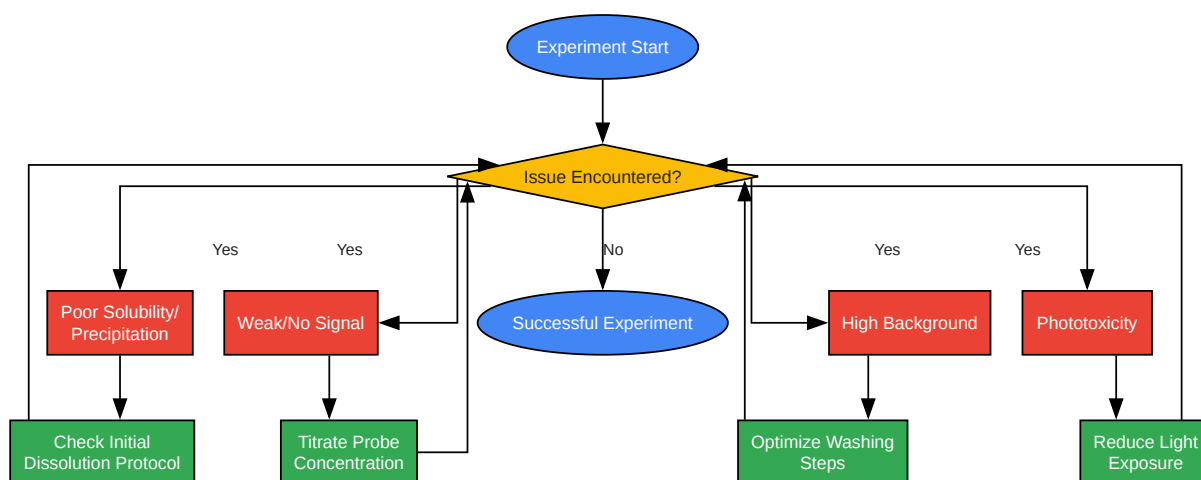 Experiment Start
Issue Encountered?
Yes
Yes
No
Yes
Yes
Poor Solubility/
Precipitation
Weak/No Signal
Successful Experiment
High Background
Phototoxicity
Check Initial
Dissolution Protocol
Titrate Probe
Concentration
Optimize Washing
Steps
Reduce Light
Exposure